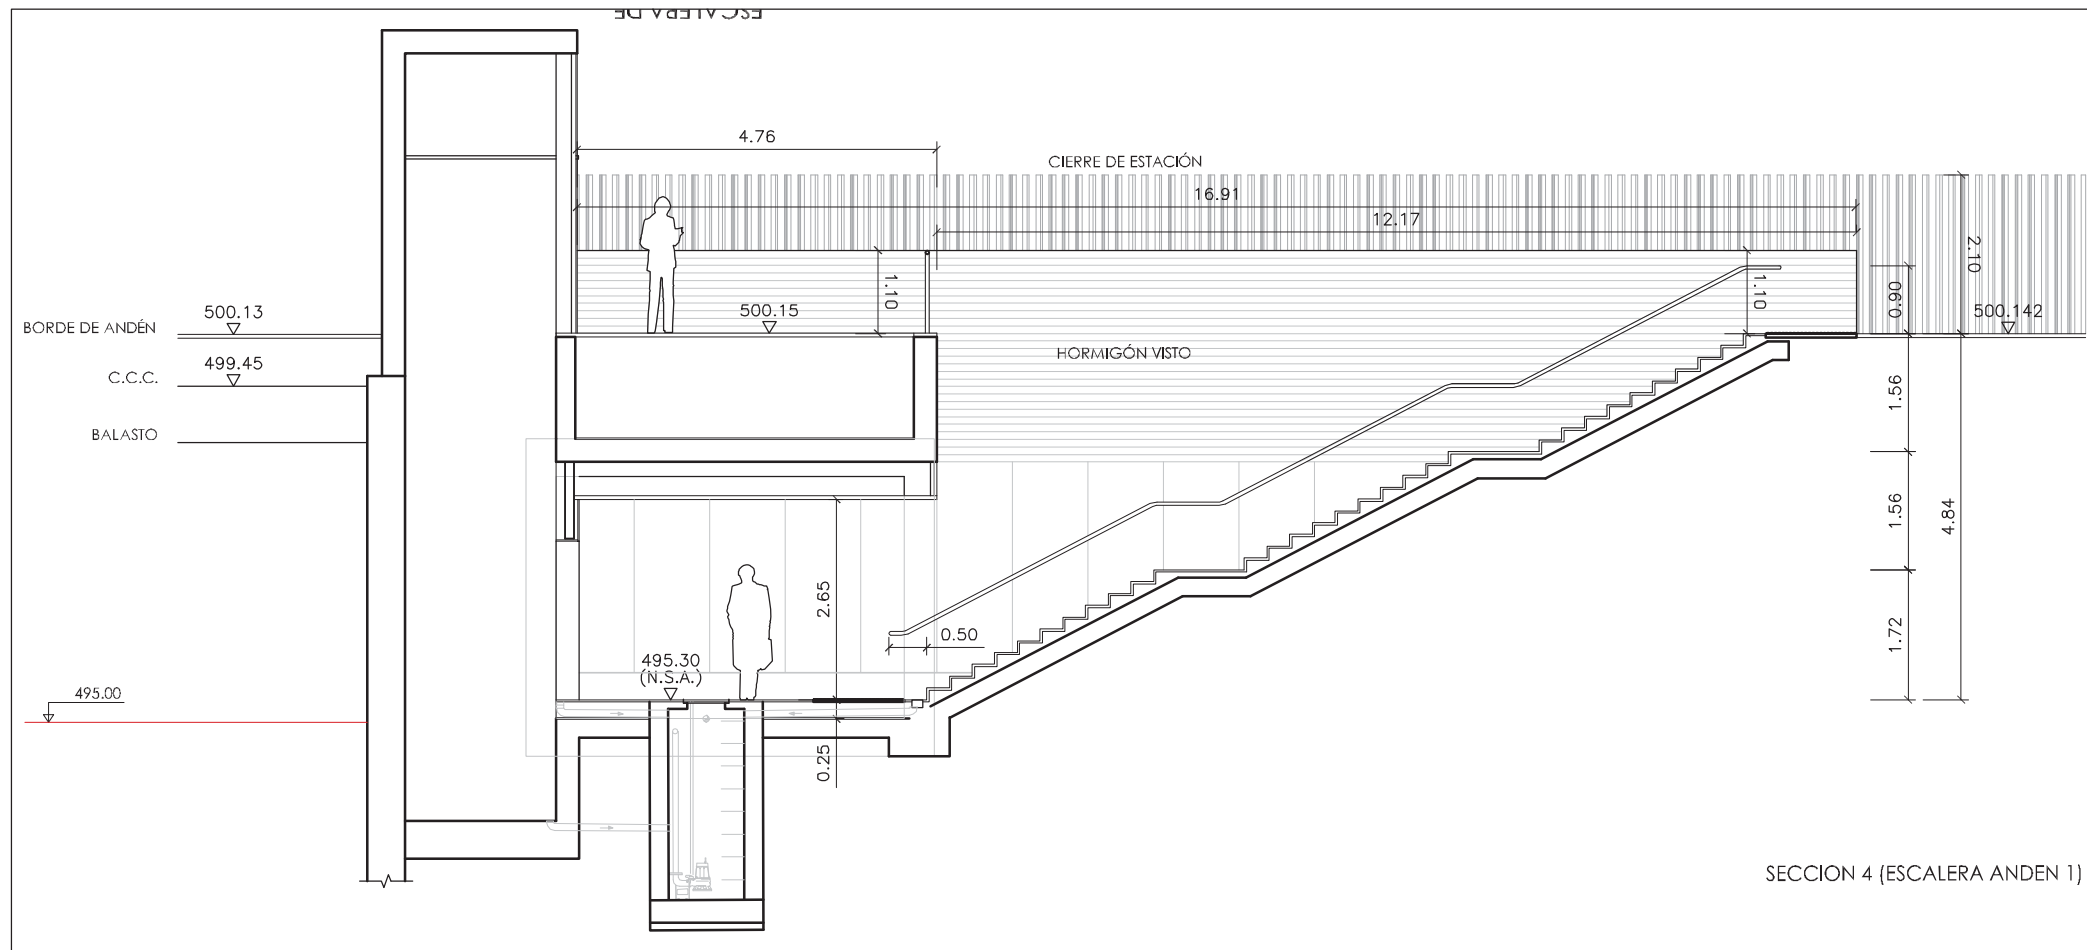 ESCALERA DE
4.76
CIERRE DE ESTACIÓN
16.91
12.17
2.10
1.10
1.10
0.90
500.13
500.15
500.142
BORDE DE ANDÉN
HORMIGÓN VISTO
499.45
C.C.C.
1.56
BALASTO
1.56
4.84
2.65
0.50
1.72
495.30
(N.S.A.)
495.00
0.25
SECCION 4 (ESCALERA ANDEN 1)